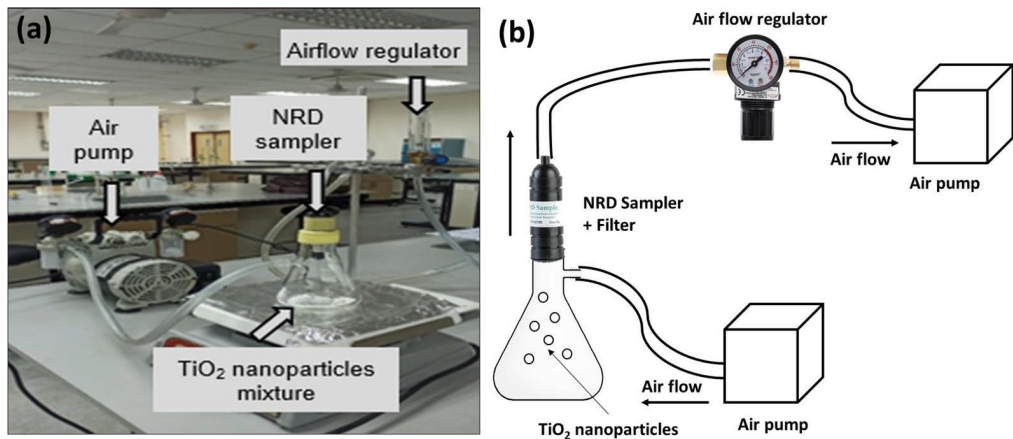 (a)
Airflow regulator
NRD
sampler
Air
pump
TiO₂ nanoparticles
mixture
(b)
Air flow regulator
Air flow
Air pump
NRD Sampler
+ Filter
Air flow
Air pump
TiO₂ nanoparticles